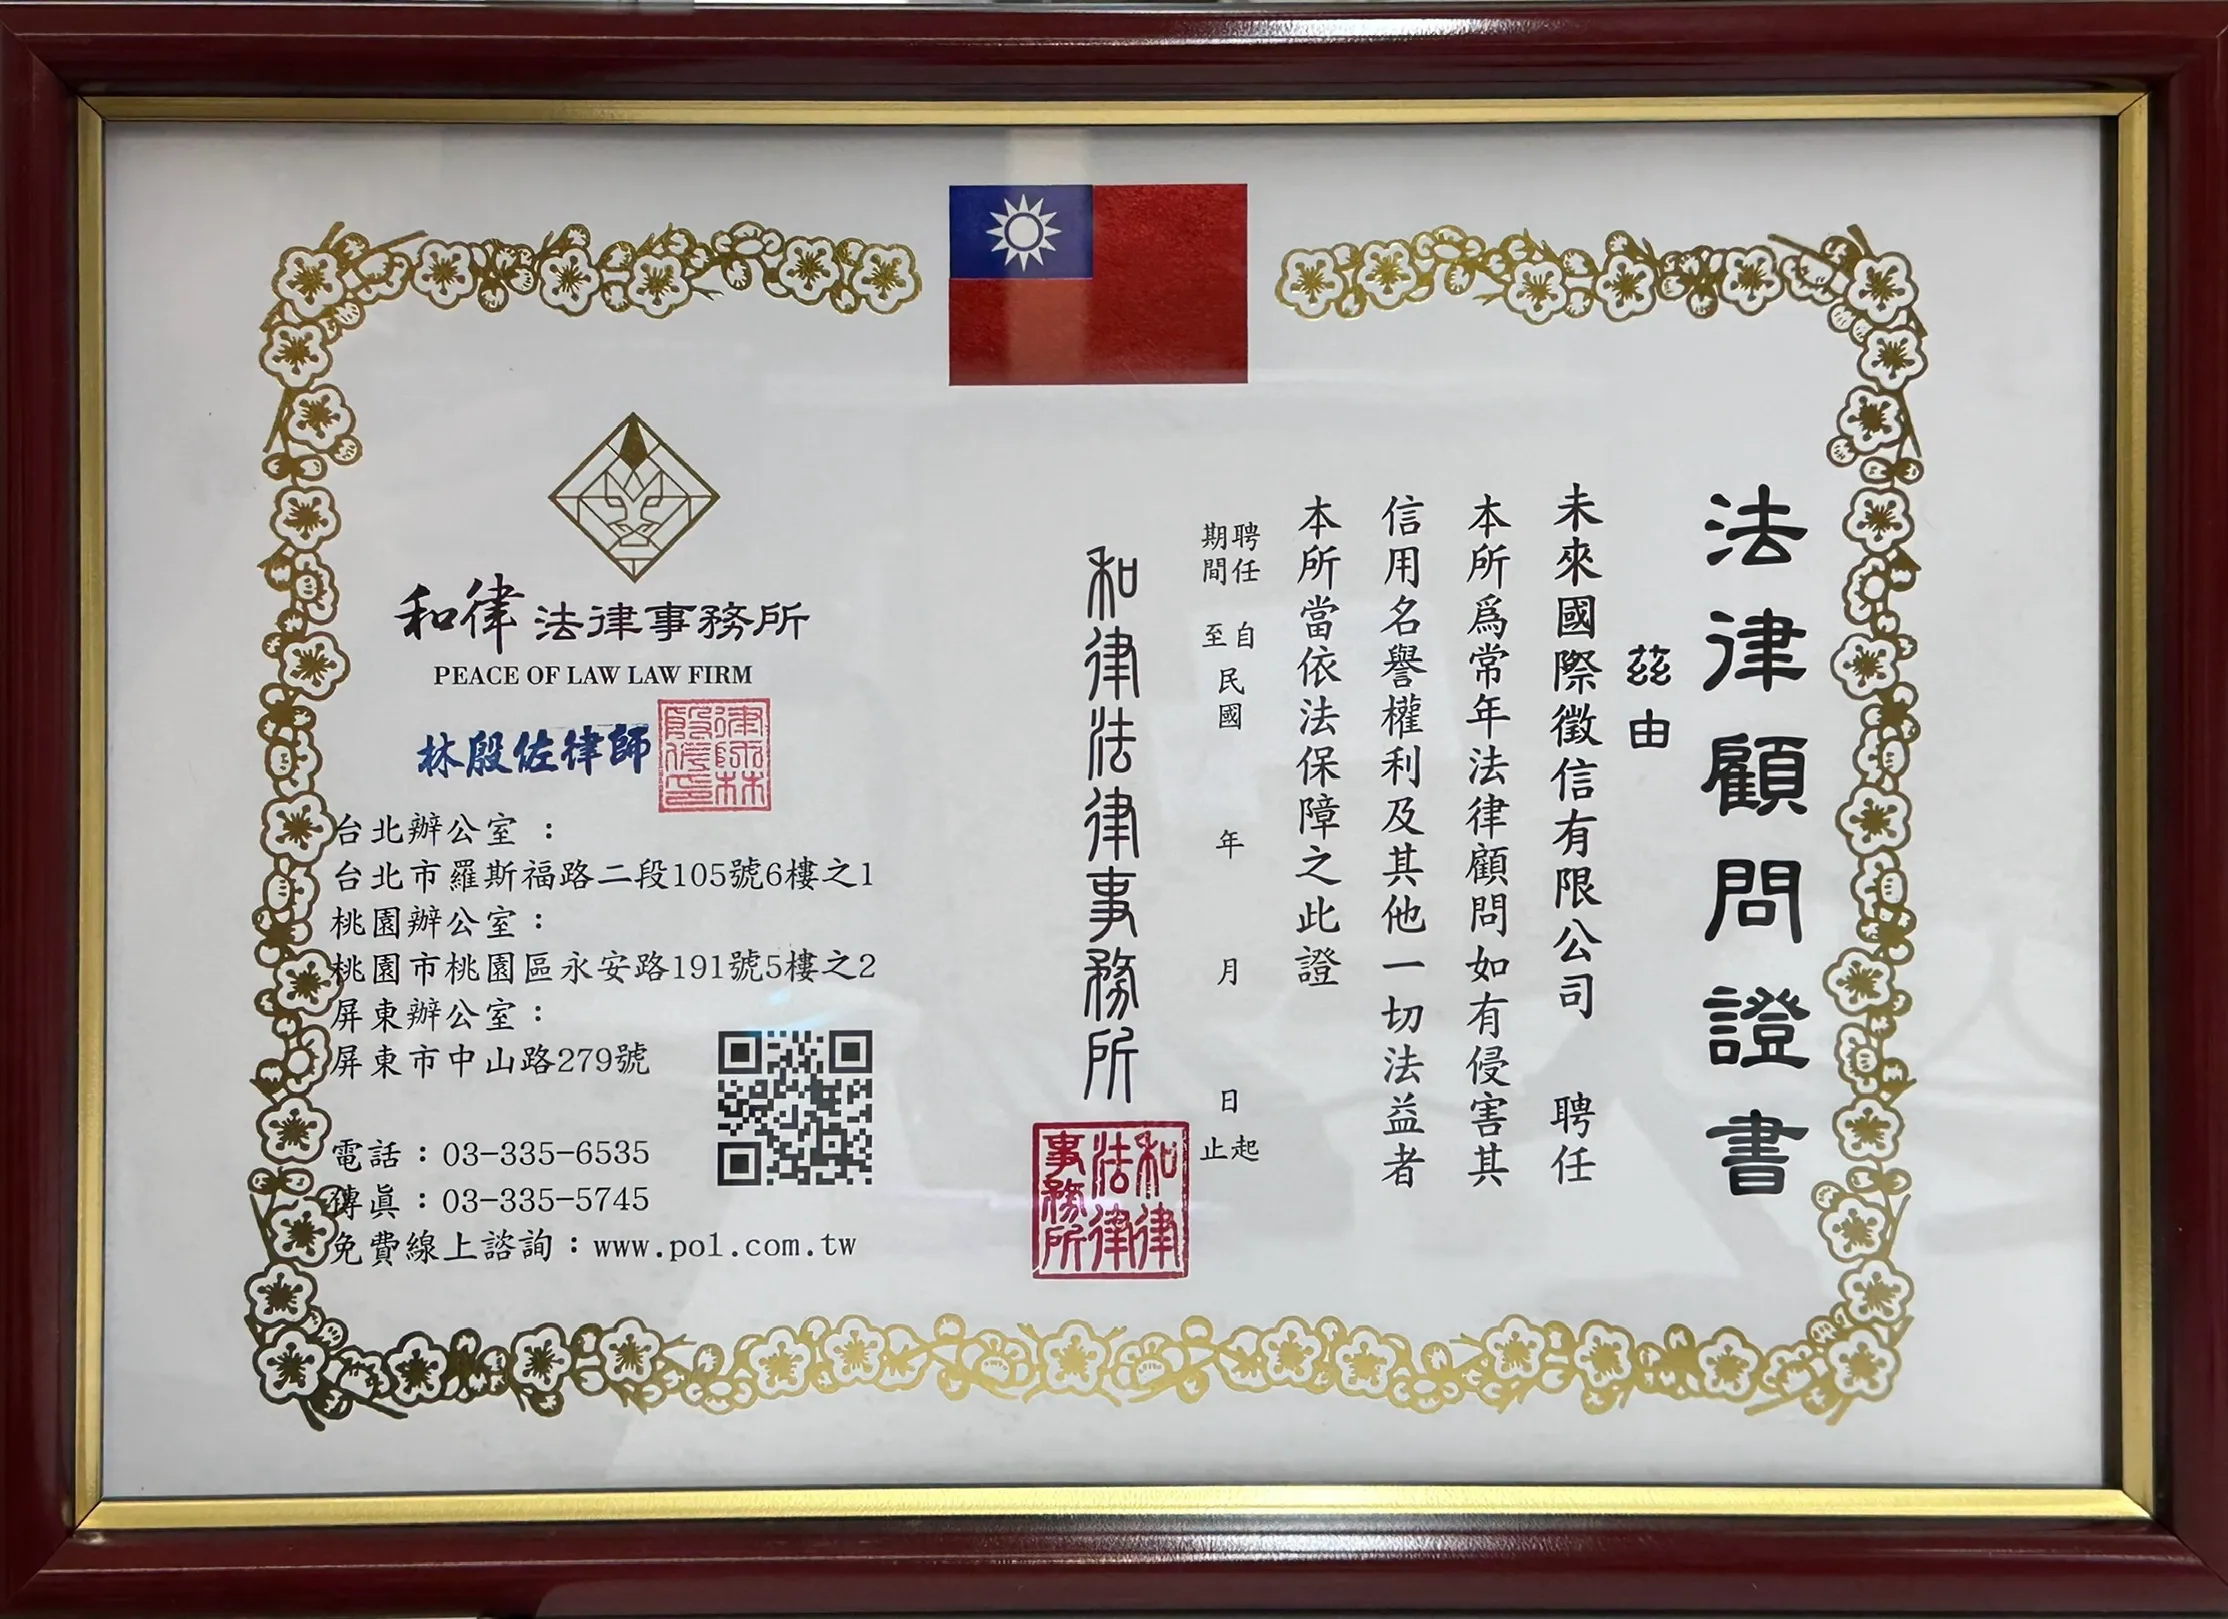 法律顧問證書
茲由
未來國際徵信有限公司 聘任
本所爲常年法律顧問如有侵害其
信用名譽權利及其他一切法益者
本所當依法保障之此證
聘任期間 自至 民國 年 月 日 起止
和律法律事務所
和律法律事務所
和律法律事務所
PEACE OF LAW LAW FIRM
林殷佐律師
律師林殷佐印
台北辦公室：
台北市羅斯福路二段105號6樓之1
桃園辦公室：
桃園市桃園區永安路191號5樓之2
屏東辦公室：
屏東市中山路279號
電話：03-335-6535
傳眞：03-335-5745
免費線上諮詢：www.pol.com.tw